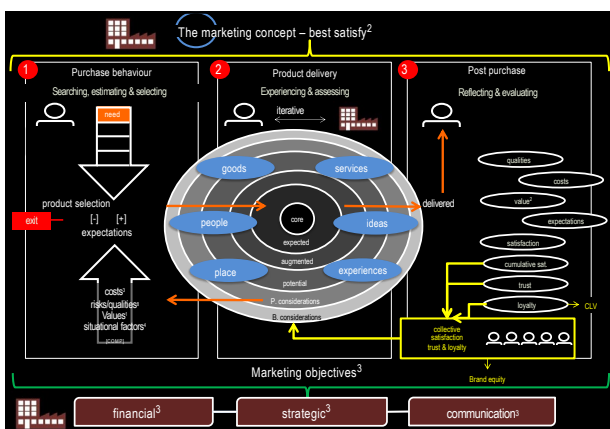 The marketing concept – best satisfy2
1
Purchase behaviour
Searching, estimating & selecting
need
product selection
[-] [+]
expectations
exit
costs1
risks/qualities
Values1
situational factors4
(COMP)
2
Product delivery
Experiencing & assessing
iterative
goods
services
people
core
ideas
expected
augmented
place
experiences
potential
P. considerations
B. considerations
3
Post purchase
Reflecting & evaluating
delivered
qualities
costs
value2
expectations
satisfaction
cumulative sat.
trust
loyalty
CLV
collective
satisfaction
trust & loyalty
Brand equity
Marketing objectives3
financial3
strategic3
communication3